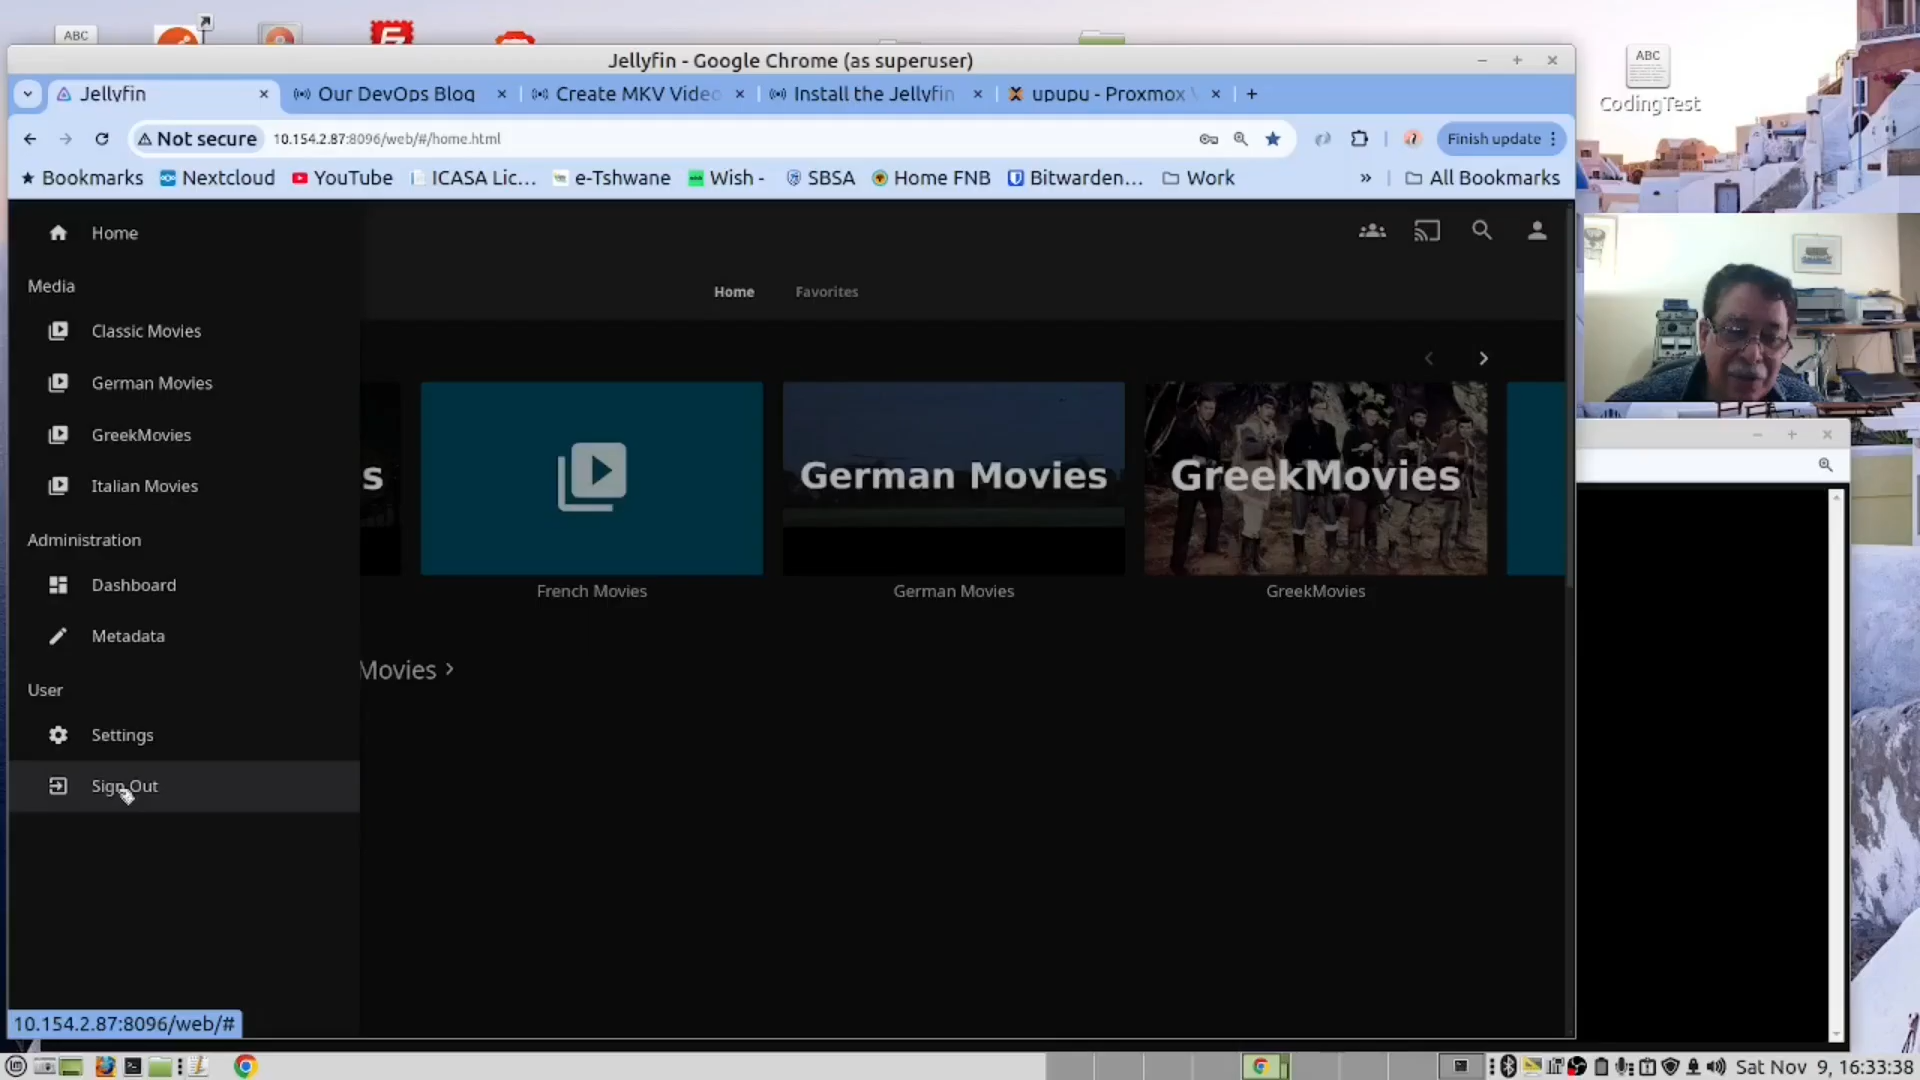 ABC
Jellyfin - Google Chrome (as superuser)
Jellyfin
Our DevOps Blog
Create MKV Video
Install the Jellyfin
upupu - Proxmox V
Not secure
10.154.2.87:8096/web/#/home.html
Finish update
Bookmarks
Nextcloud
YouTube
ICASA Lic...
e-Tshwane
Wish -
SBSA
Home FNB
Bitwarden...
Work
»
All Bookmarks
ABC
CodingTest
Home
Media
Classic Movies
German Movies
GreekMovies
Italian Movies
Administration
Dashboard
Metadata
User
Settings
Sign Out
Home
Favorites
s
German Movies
GreekMovies
French Movies
German Movies
GreekMovies
Movies
10.154.2.87:8096/web/#
Sat Nov 9, 16:33:38